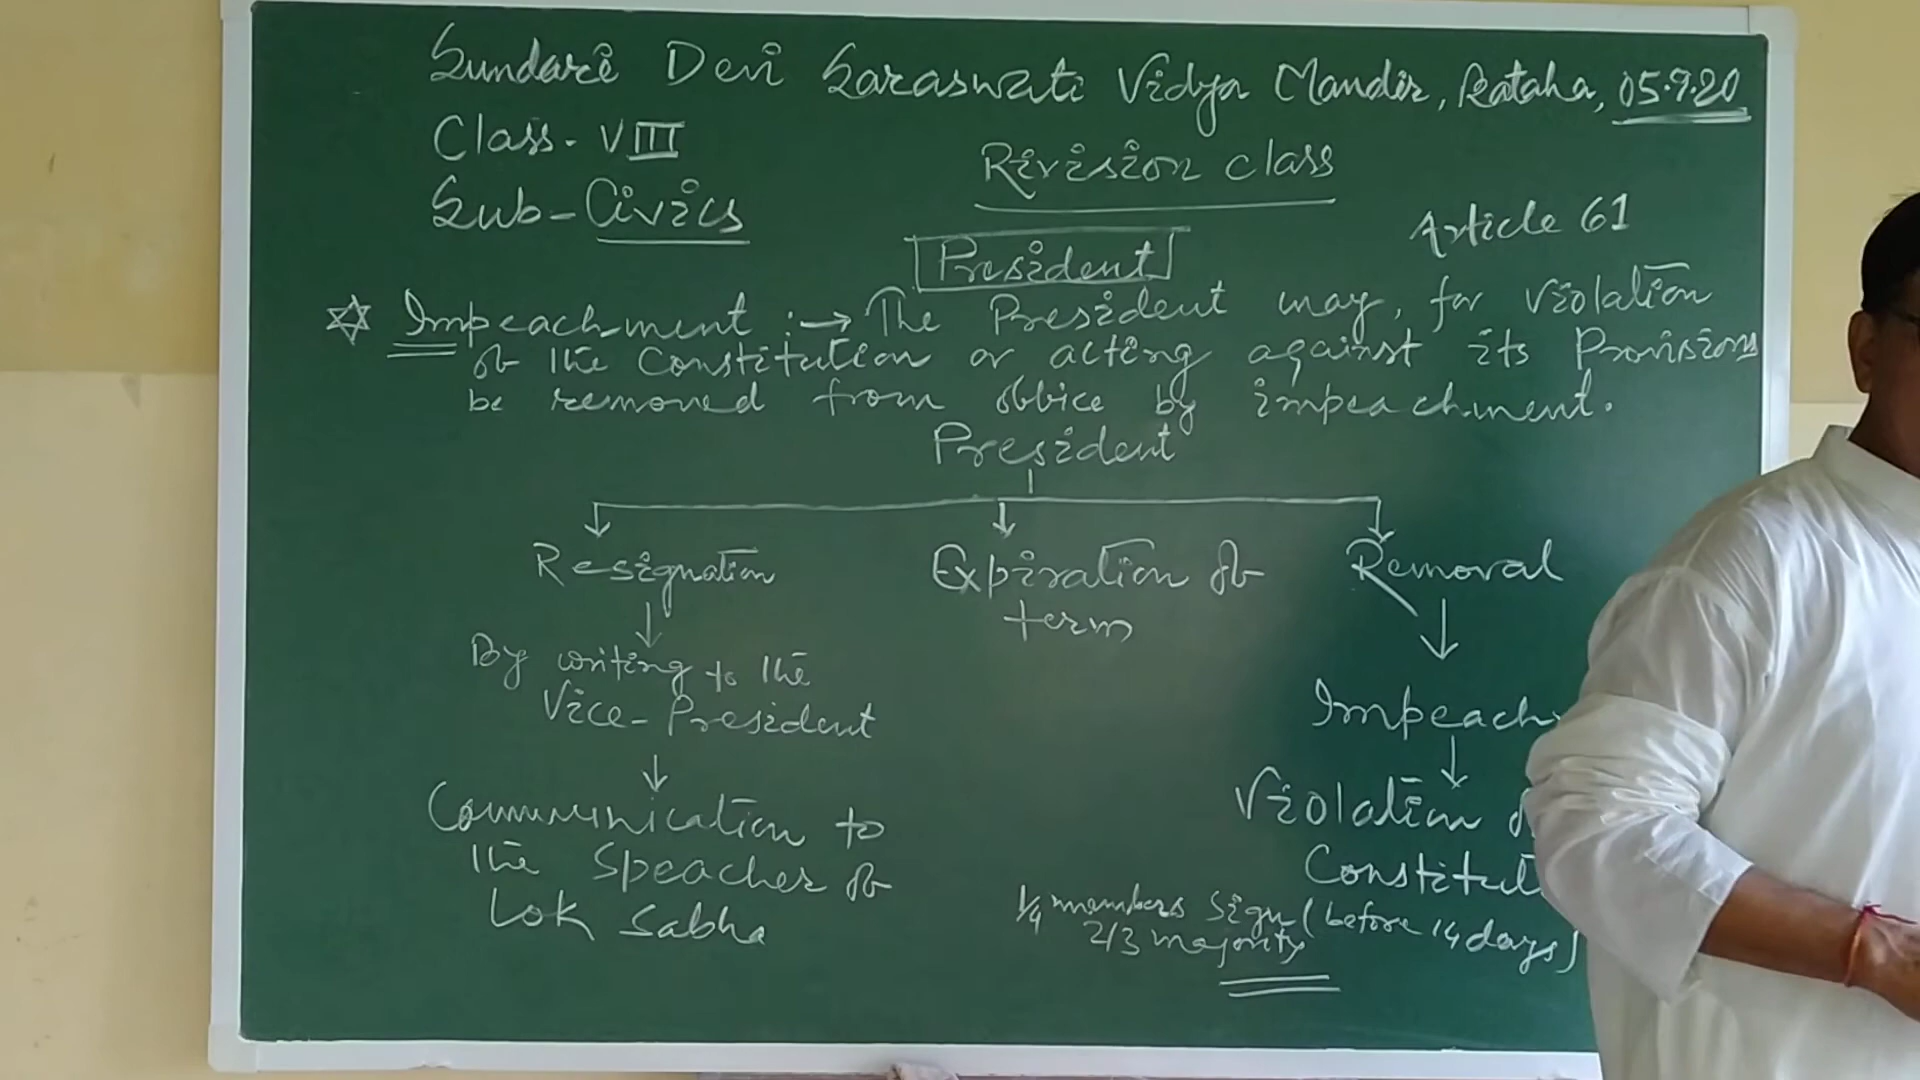 Sundari Devi Saraswati Vidya Mandir, Rataha, 05.9.20
Class- VIII
Rivision class
Sub- Civics
Article 61
President
Impeachment :→ The President may, for violation
of the Constitution or acting against its Provisions
be removed from office by impeachment.
President
Resignation
Expiration of
term
Removal
By writing to the
Vice-President
Impeach
Communication to
the Speacher of
Lok Sabha
Violation
Constitut
1/4 members sign (before 14 days)
2/3 majority